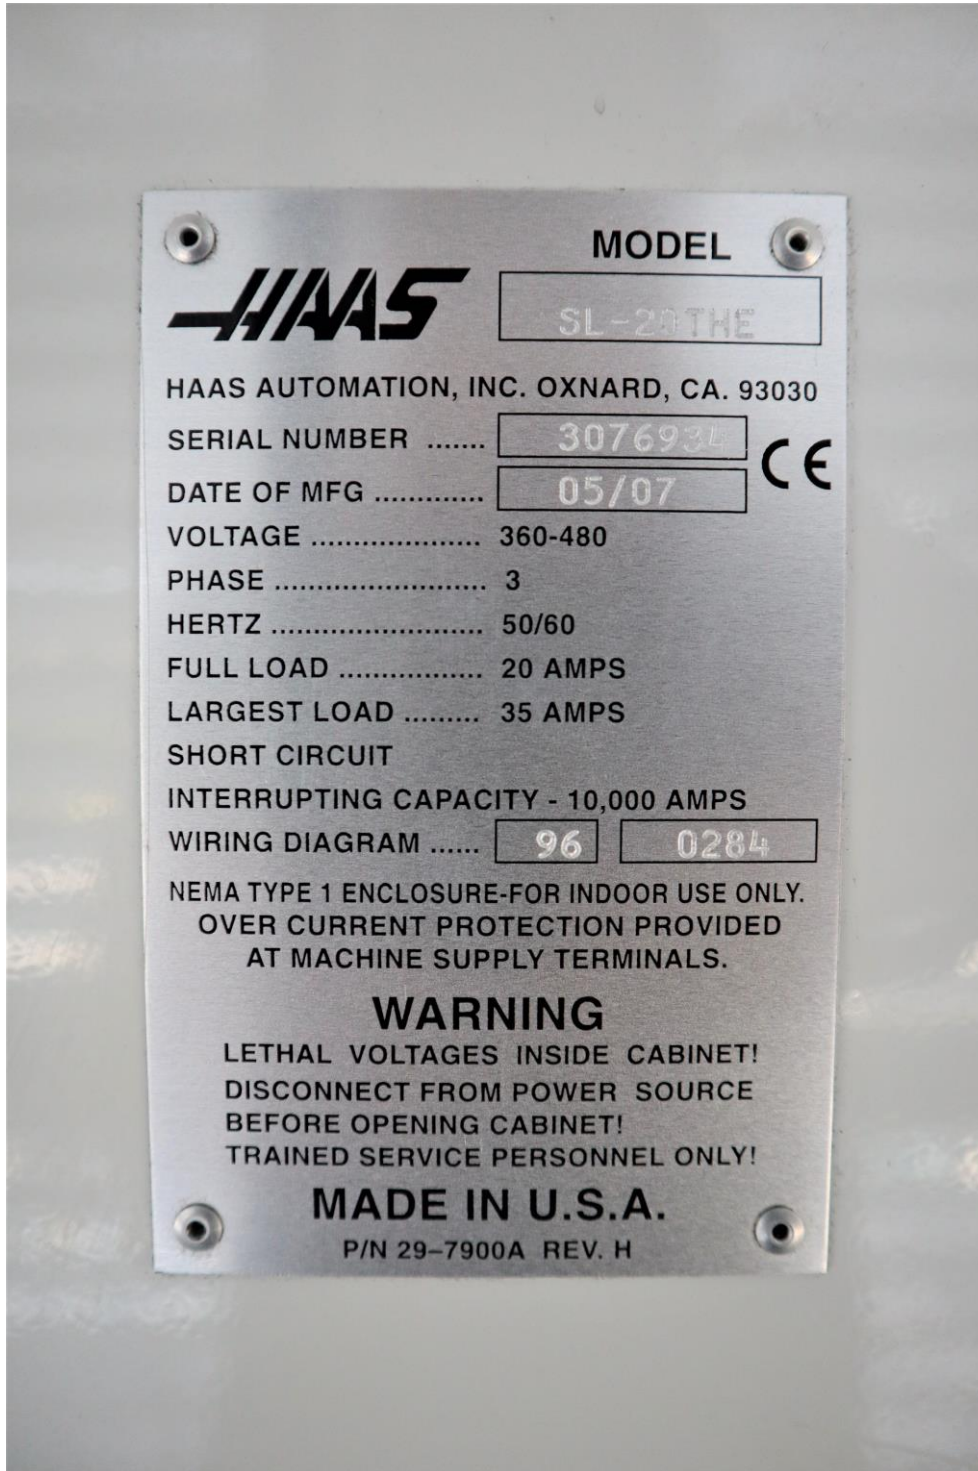 MODEL
HAAS
SL-20THE
HAAS AUTOMATION, INC. OXNARD, CA. 93030
SERIAL NUMBER ....... 3076934
CE
DATE OF MFG ............. 05/07
VOLTAGE .................... 360-480
PHASE ......................... 3
HERTZ ......................... 50/60
FULL LOAD ................. 20 AMPS
LARGEST LOAD ......... 35 AMPS
SHORT CIRCUIT
INTERRUPTING CAPACITY - 10,000 AMPS
WIRING DIAGRAM ...... 96 0284
NEMA TYPE 1 ENCLOSURE-FOR INDOOR USE ONLY.
OVER CURRENT PROTECTION PROVIDED
AT MACHINE SUPPLY TERMINALS.
WARNING
LETHAL VOLTAGES INSIDE CABINET!
DISCONNECT FROM POWER SOURCE
BEFORE OPENING CABINET!
TRAINED SERVICE PERSONNEL ONLY!
MADE IN U.S.A.
P/N 29-7900A REV. H